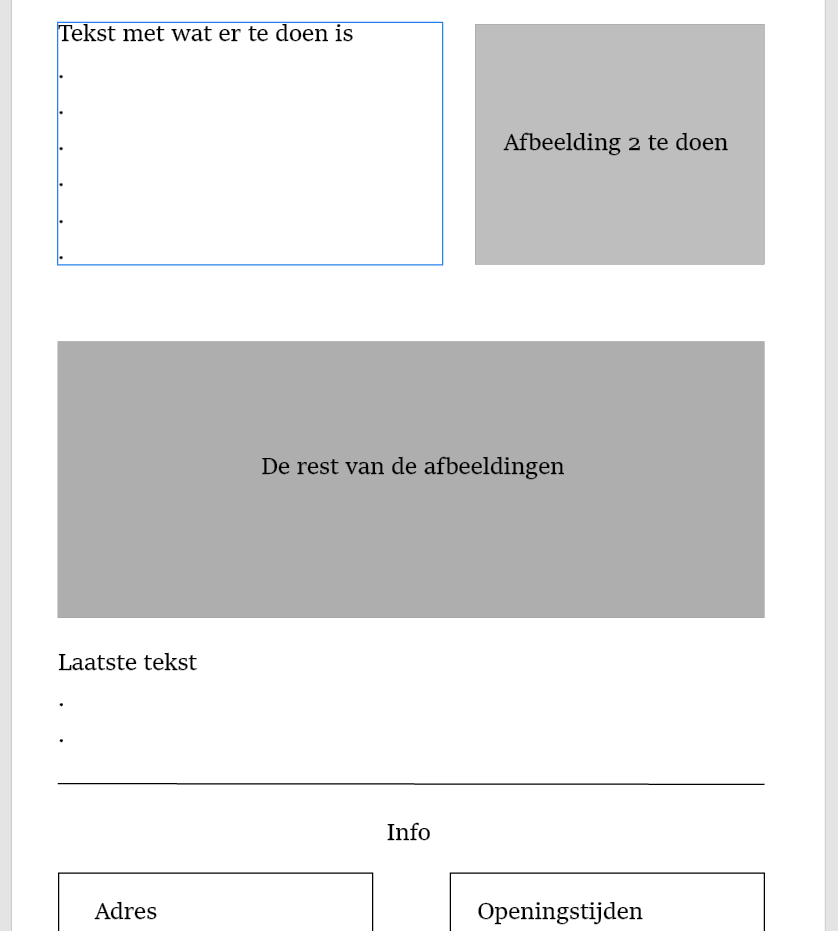 Tekst met wat er te doen is
.
.
.
.
.
.
Afbeelding 2 te doen
De rest van de afbeeldingen
Laatste tekst
.
.
Info
Adres
Openingstijden